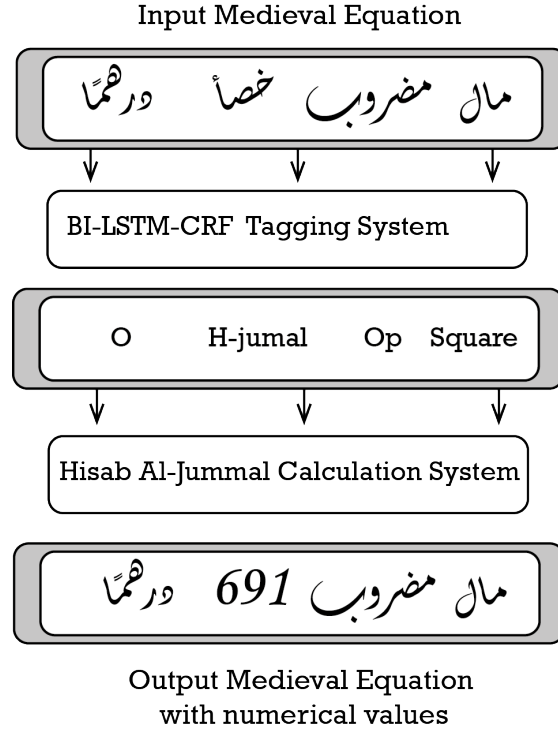 Input Medieval Equation
مال مضروب خصأ درهمًا
BI-LSTM-CRF Tagging System
O H-jumal Op Square
Hisab Al-Jummal Calculation System
مال مضروب 691 درهمًا
Output Medieval Equation
with numerical values